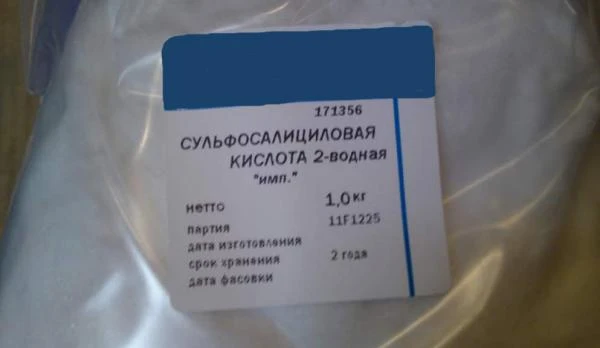 171356
СУЛЬФОСАЛИЦИЛОВАЯ
КИСЛОТА 2-водная
"имп."
нетто 1,0 кг
партия 11F1225
дата изготовления
срок хранения 2 года
дата фасовки